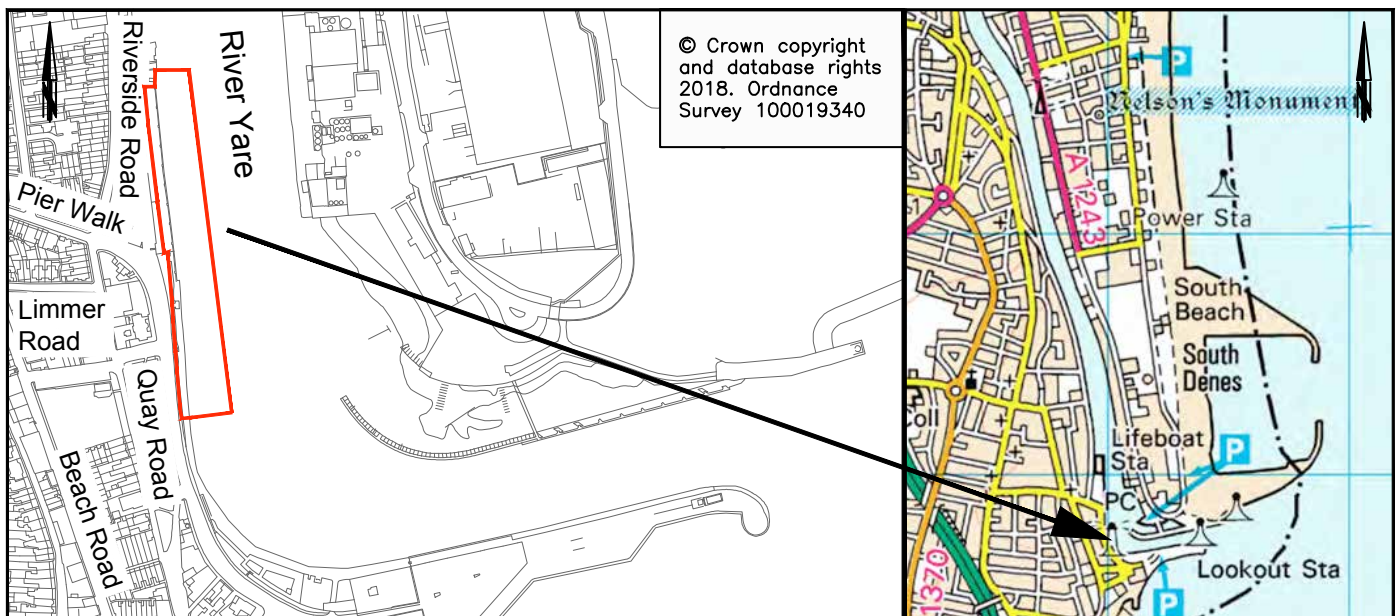 Riverside Road
River Yare
Pier Walk
Limmer
Road
Quay Road
Beach Road
© Crown copyright
and database rights
2018. Ordnance
Survey 100019340
P
Nelson's Monument
A 1243
Power Sta
South
Beach
South
Denes
Coll
Lifeboat
Sta
P
PC
Lookout Sta
1370
P